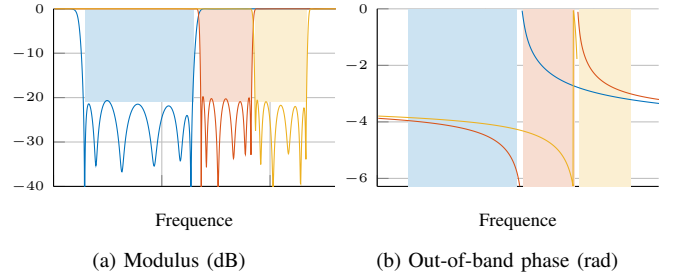 0
−10
−20
−30
−40
Frequence
(a) Modulus (dB)
0
−2
−4
−6
Frequence
(b) Out-of-band phase (rad)